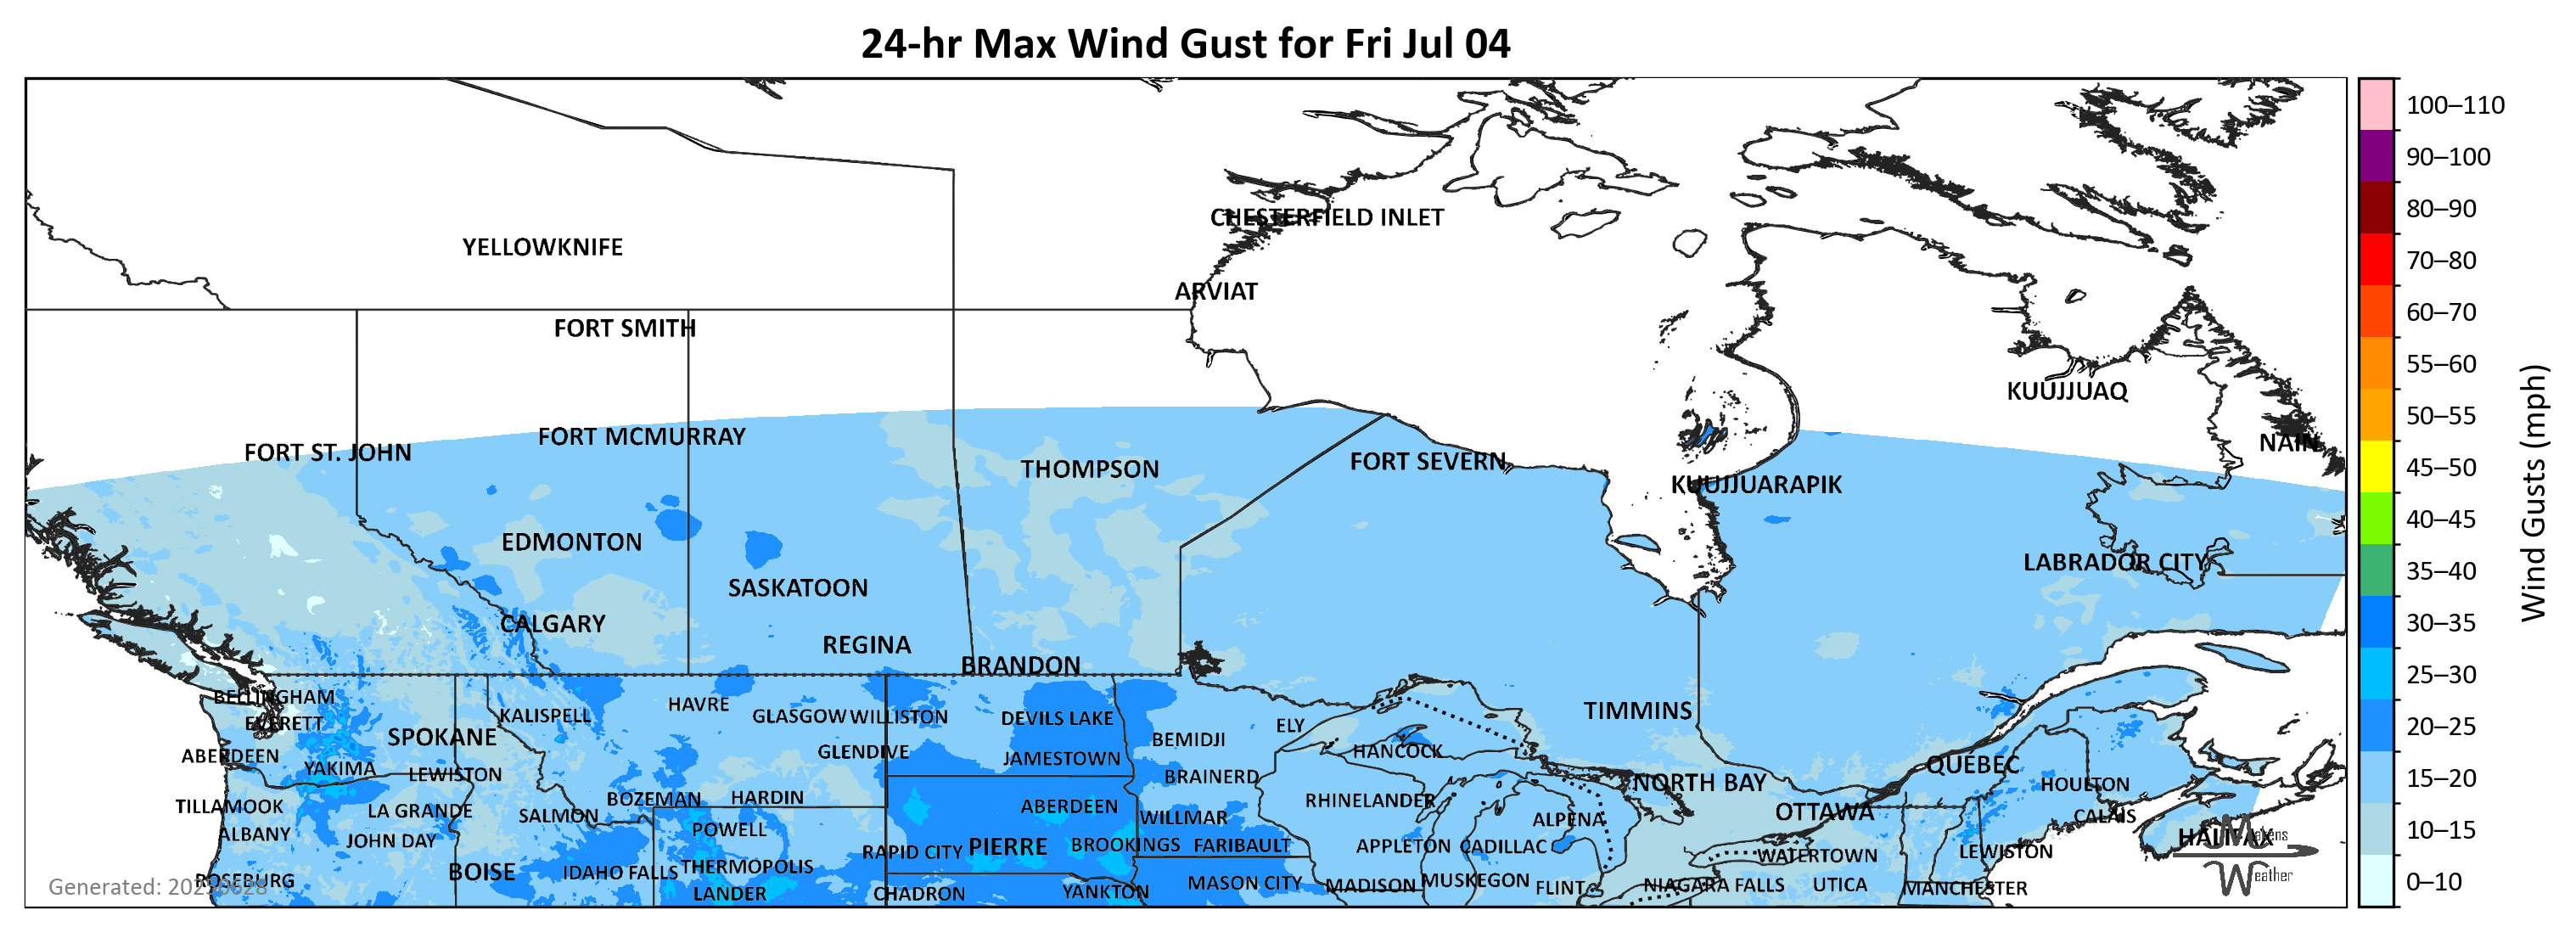 24-hr Max Wind Gust for Fri Jul 04
100–110
90–100
CHESTERFIELD INLET
80–90
YELLOWKNIFE
70–80
ARVIAT
60–70
FORT SMITH
55–60
KUUJJUAQ
50–55
FORT MCMURRAY
NAIN
FORT ST. JOHN
THOMPSON
FORT SEVERN
45–50
KUUJJUARAPIK
40–45
Wind Gusts (mph)
EDMONTON
LABRADOR CITY
35–40
SASKATOON
CALGARY
30–35
REGINA
BRANDON
25–30
BELLINGHAM
HAVRE
KALISPELL
GLASGOW
WILLISTON
DEVILS LAKE
TIMMINS
EVERETT
ELY
20–25
SPOKANE
BEMIDJI
ABERDEEN
GLENDIVE
JAMESTOWN
HANCOCK
QUÉBEC
YAKIMA
LEWISTON
BRAINERD
15–20
NORTH BAY
HOULTON
BOZEMAN
HARDIN
RHINELANDER
TILLAMOOK
LA GRANDE
SALMON
ABERDEEN
WILLMAR
ALPENA
OTTAWA
CALAIS
ALBANY
JOHN DAY
POWELL
10–15
HALIFAX
Makens
Weather
RAPID CITY
PIERRE
BROOKINGS
FARIBAULT
APPLETON
CADILLAC
WATERTOWN
LEWISTON
BOISE
IDAHO FALLS
THERMOPOLIS
ROSEBURG
LANDER
CHADRON
YANKTON
MASON CITY
MADISON
MUSKEGON
FLINT
NIAGARA FALLS
UTICA
MANCHESTER
0–10
Generated: 20250628